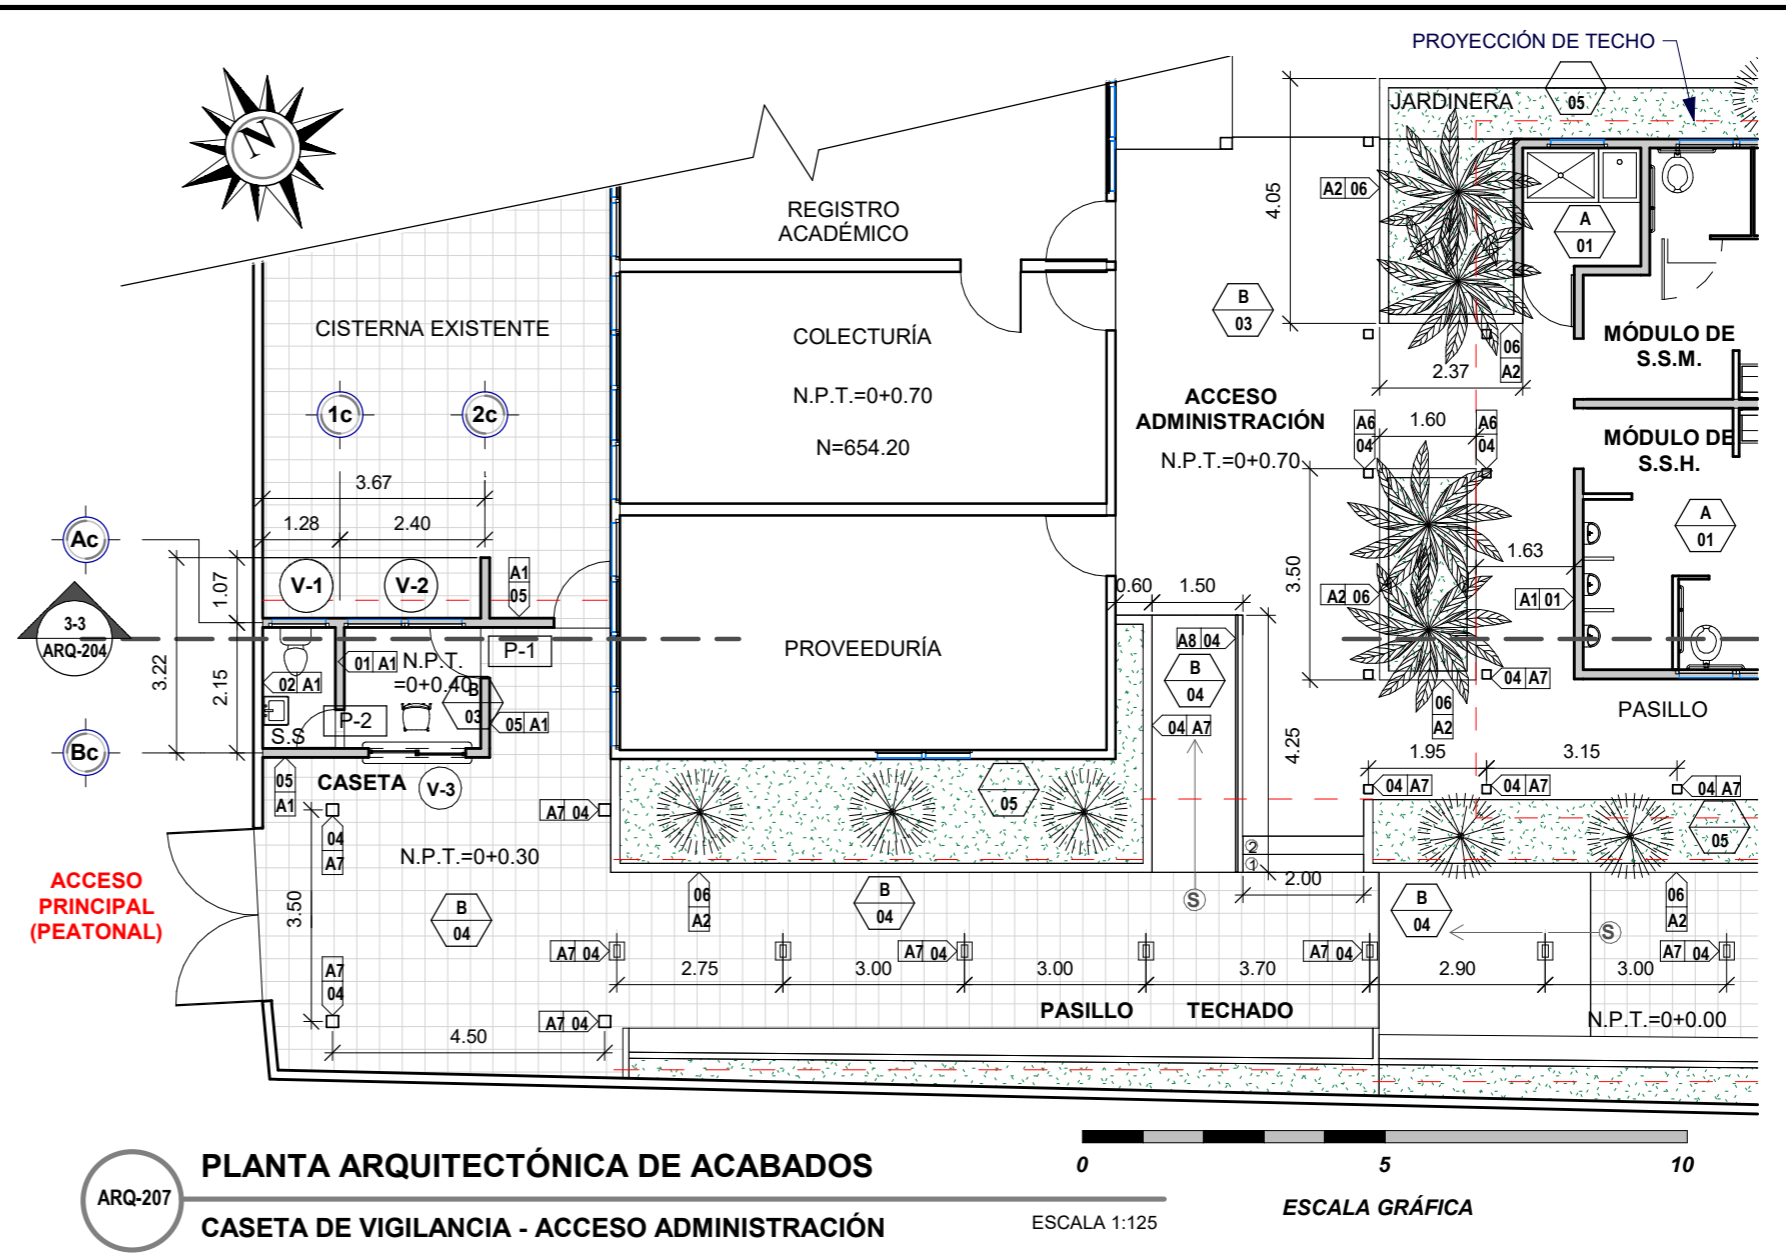 PROYECCIÓN DE TECHO
JARDINERA
05
N
4.05
A2 06
A
01
REGISTRO
ACADÉMICO
B
03
CISTERNA EXISTENTE
COLECTURÍA
N.P.T.=0+0.70
N=654.20
MÓDULO DE
S.S.M.
06
A2
2.37
ACCESO
ADMINISTRACIÓN
N.P.T.=0+0.70
1c
2c
A6
04
1.60
A6
04
MÓDULO DE
S.S.H.
3.67
1.28
2.40
A
01
Ac
1.63
3.50
V-1
V-2
A1
05
1.07
0.60
1.50
A2 06
A1 01
3-3
ARQ-204
P-1
PROVEEDURÍA
A8 04
B
04
01 A1
N.P.T.
=0+0.40
02 A1
3.22
2.15
B
03
04 A7
06
A2
PASILLO
P-2
05 A1
04 A7
S.S
Bc
4.25
1.95
3.15
05
A1
CASETA
V-3
05
04 A7
04 A7
04 A7
A7 04
04
A7
05
N.P.T.=0+0.30
2
1
ACCESO
PRINCIPAL
(PEATONAL)
2.00
3.50
B
04
06
A2
B
04
S
B
04
S
06
A2
A7
04
A7 04
A7 04
A7 04
A7 04
2.75
3.00
3.00
3.70
2.90
3.00
A7 04
PASILLO TECHADO
N.P.T.=0+0.00
4.50
0
5
10
ARQ-207
PLANTA ARQUITECTÓNICA DE ACABADOS
CASETA DE VIGILANCIA - ACCESO ADMINISTRACIÓN
ESCALA 1:125
ESCALA GRÁFICA